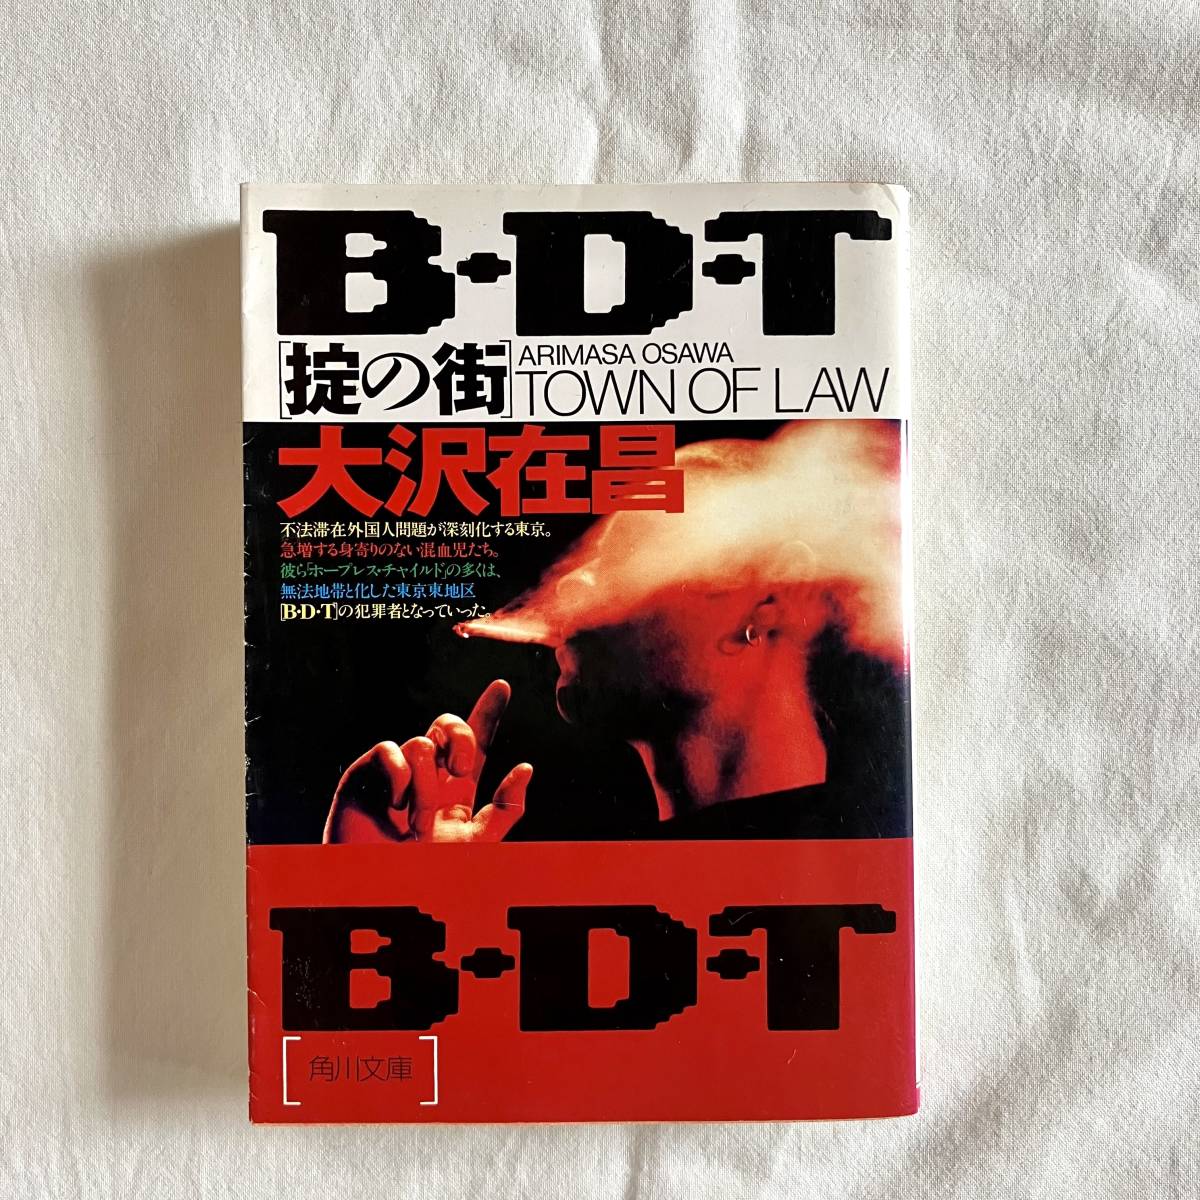 B・D・T
[掟の街]
ARIMASA OSAWA
TOWN OF LAW
大沢在昌
不法滞在外国人問題が深刻化する東京。
急増する身寄りのない混血児たち。
彼ら「ホープレス・チャイルド」の多くは、
無法地帯と化した東京東地区
[B・D・T]の犯罪者となっていった。
B・D・T
[角川文庫]